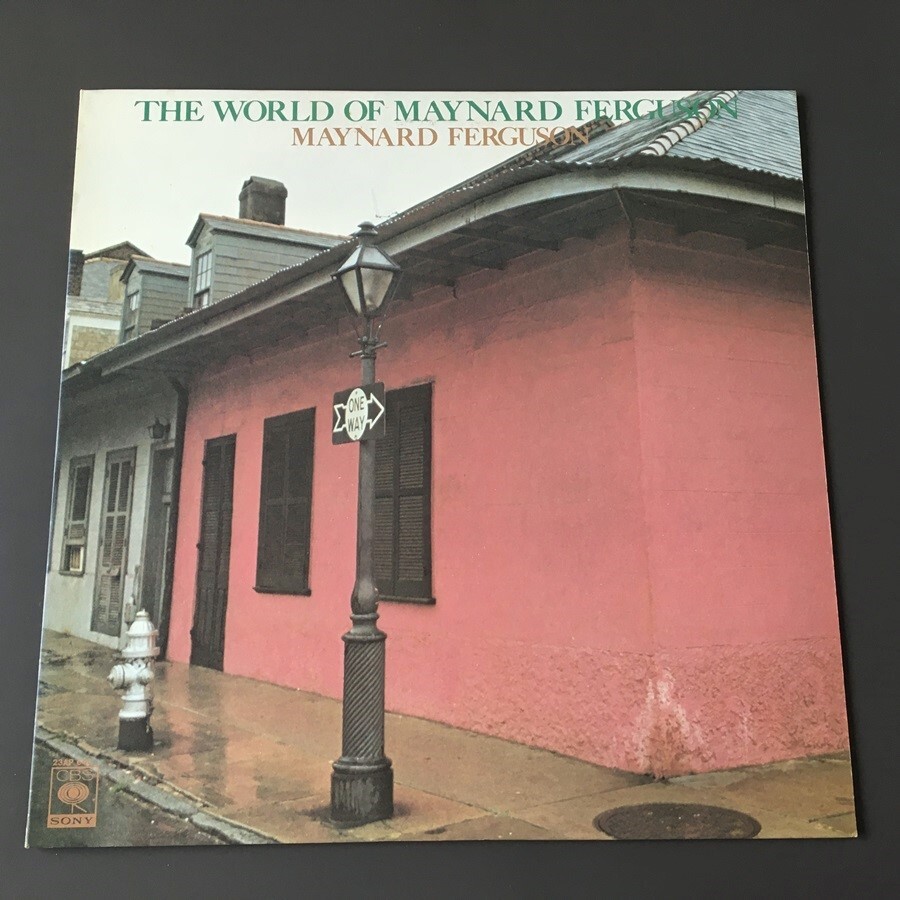 THE WORLD OF MAYNARD FERGUSON
MAYNARD FERGUSON
ONE
WAY
CBS
SONY